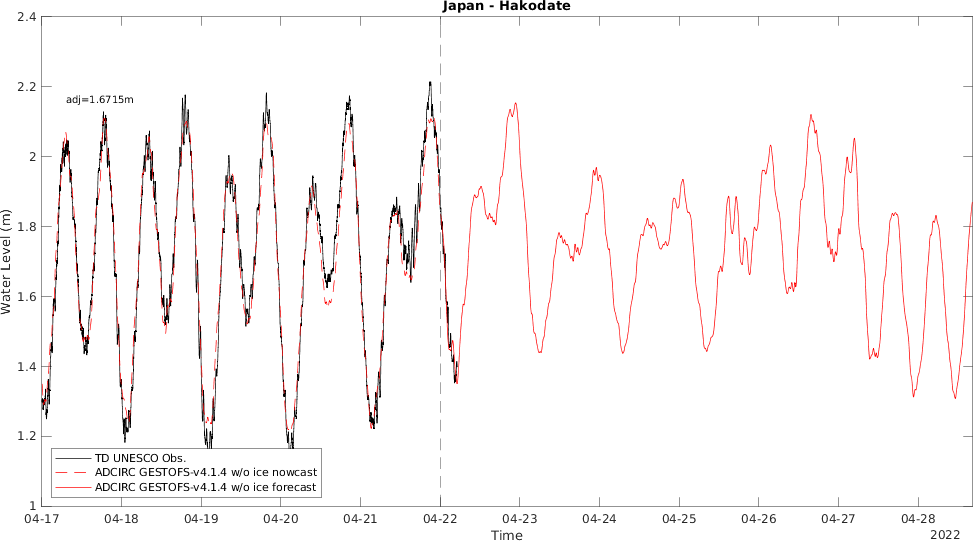 Japan - Hakodate
2.4
2.2
2
1.8
1.6
1.4
1.2
1
Water Level (m)
adj=1.6715m
TD UNESCO Obs.
ADCIRC GESTOFS-v4.1.4 w/o ice nowcast
ADCIRC GESTOFS-v4.1.4 w/o ice forecast
04-17 04-18 04-19 04-20 04-21 04-22 04-23 04-24 04-25 04-26 04-27 04-28
Time
2022